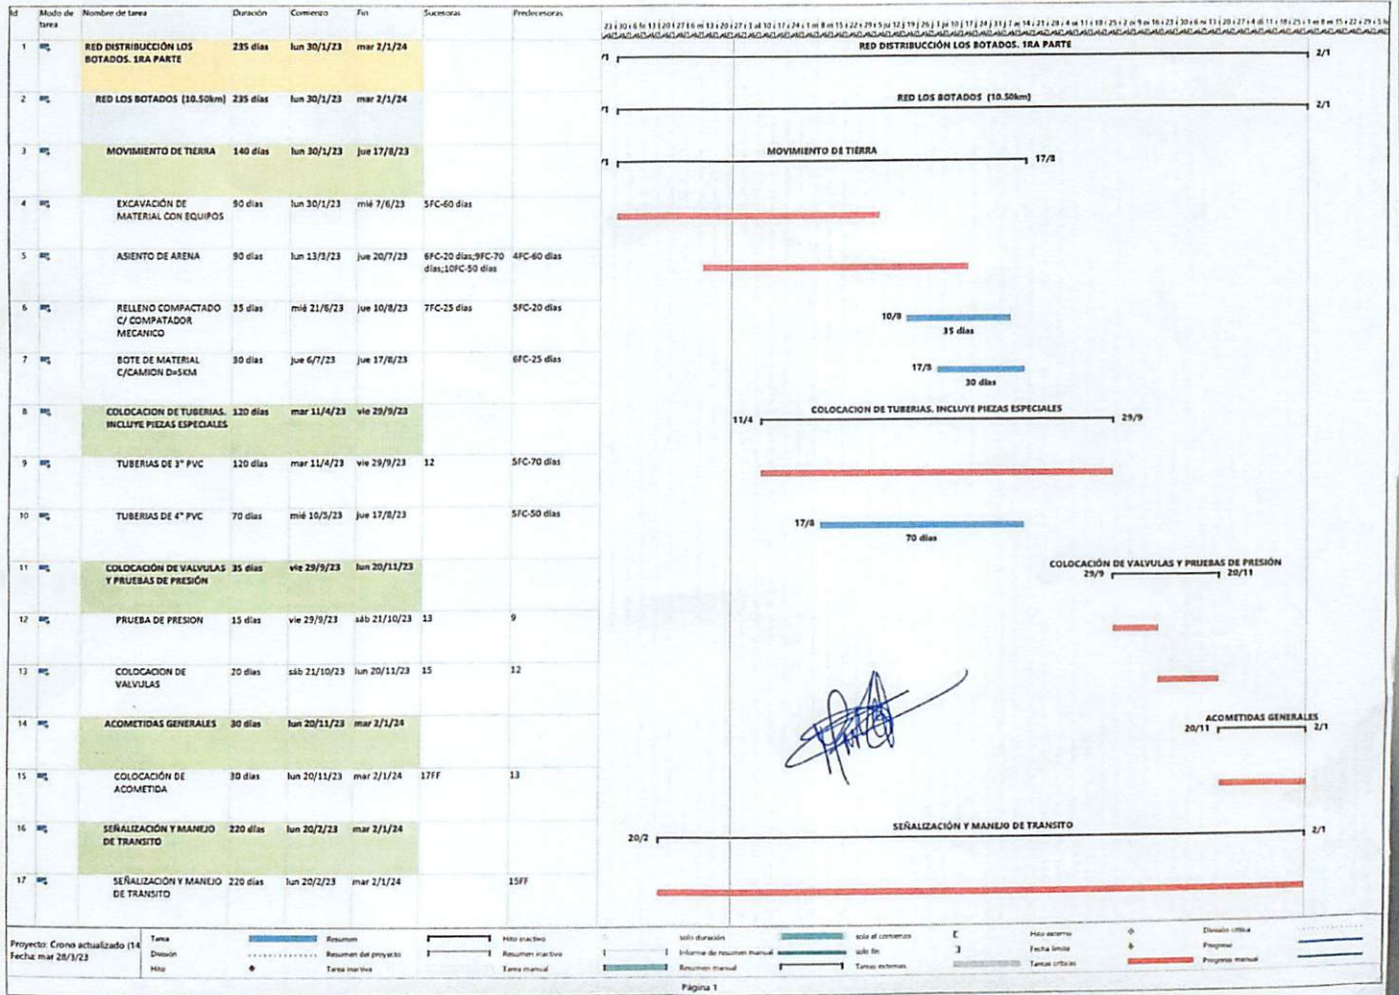 Id Modo de tarea Nombre de tarea Duración Comienzo Fin Sucesoras Predecesoras
1 RED DISTRIBUCCIÓN LOS BOTADOS. 1RA PARTE 235 días lun 30/1/23 mar 2/1/24
RED DISTRIBUCCIÓN LOS BOTADOS. 1RA PARTE 2/1
2 RED LOS BOTADOS (10.50km) 235 días lun 30/1/23 mar 2/1/24
RED LOS BOTADOS (10.50km) 2/1
3 MOVIMIENTO DE TIERRA 140 días lun 30/1/23 jue 17/8/23
MOVIMIENTO DE TIERRA 17/8
4 EXCAVACIÓN DE MATERIAL CON EQUIPOS 90 días lun 30/1/23 mié 7/6/23 5FC-60 días
5 ASIENTO DE ARENA 90 días lun 13/3/23 jue 20/7/23 6FC-20 días;9FC-70 días;10FC-50 días 4FC-60 días
6 RELLENO COMPACTADO C/ COMPATADOR MECANICO 35 días mié 21/6/23 jue 10/8/23 7FC-25 días 5FC-20 días
10/8
35 días
7 BOTE DE MATERIAL C/CAMION D=5KM 30 días jue 6/7/23 jue 17/8/23 6FC-25 días
17/8
30 días
8 COLOCACION DE TUBERIAS. INCLUYE PIEZAS ESPECIALES 120 días mar 11/4/23 vie 29/9/23
11/4 COLOCACION DE TUBERIAS. INCLUYE PIEZAS ESPECIALES 29/9
9 TUBERIAS DE 3" PVC 120 días mar 11/4/23 vie 29/9/23 12 5FC-70 días
10 TUBERIAS DE 4" PVC 70 días mié 10/5/23 jue 17/8/23 5FC-50 días
17/8
70 días
11 COLOCACIÓN DE VALVULAS Y PRUEBAS DE PRESIÓN 35 días vie 29/9/23 lun 20/11/23
COLOCACIÓN DE VALVULAS Y PRUEBAS DE PRESIÓN
29/9 20/11
12 PRUEBA DE PRESION 15 días vie 29/9/23 sáb 21/10/23 13 9
13 COLOCACION DE VALVULAS 20 días sáb 21/10/23 lun 20/11/23 15 12
14 ACOMETIDAS GENERALES 30 días lun 20/11/23 mar 2/1/24
ACOMETIDAS GENERALES
20/11 2/1
15 COLOCACIÓN DE ACOMETIDA 30 días lun 20/11/23 mar 2/1/24 17FF 13
16 SEÑALIZACIÓN Y MANEJO DE TRANSITO 220 días lun 20/2/23 mar 2/1/24
20/2 SEÑALIZACIÓN Y MANEJO DE TRANSITO 2/1
17 SEÑALIZACIÓN Y MANEJO DE TRANSITO 220 días lun 20/2/23 mar 2/1/24 15FF
Proyecto: Crono actualizado (14
Fecha: mar 28/3/23
Tarea Resumen Hito inactivo solo duración solo el comienzo Hito externo División crítica
División Resumen del proyecto Resumen inactivo Informe de resumen manual solo fin Fecha límite Progreso
Hito Tarea inactiva Tarea manual Resumen manual Tareas externas Tareas críticas Progreso manual
Página 1